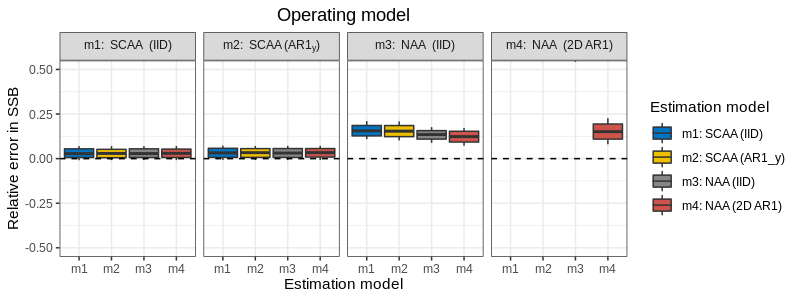 Operating model
m1: SCAA (IID)
m2: SCAA (AR1y)
m3: NAA (IID)
m4: NAA (2D AR1)
Relative error in SSB
0.50
0.25
0.00
-0.25
-0.50
m1 m2 m3 m4
m1 m2 m3 m4
m1 m2 m3 m4
m1 m2 m3 m4
Estimation model
Estimation model
m1: SCAA (IID)
m2: SCAA (AR1_y)
m3: NAA (IID)
m4: NAA (2D AR1)